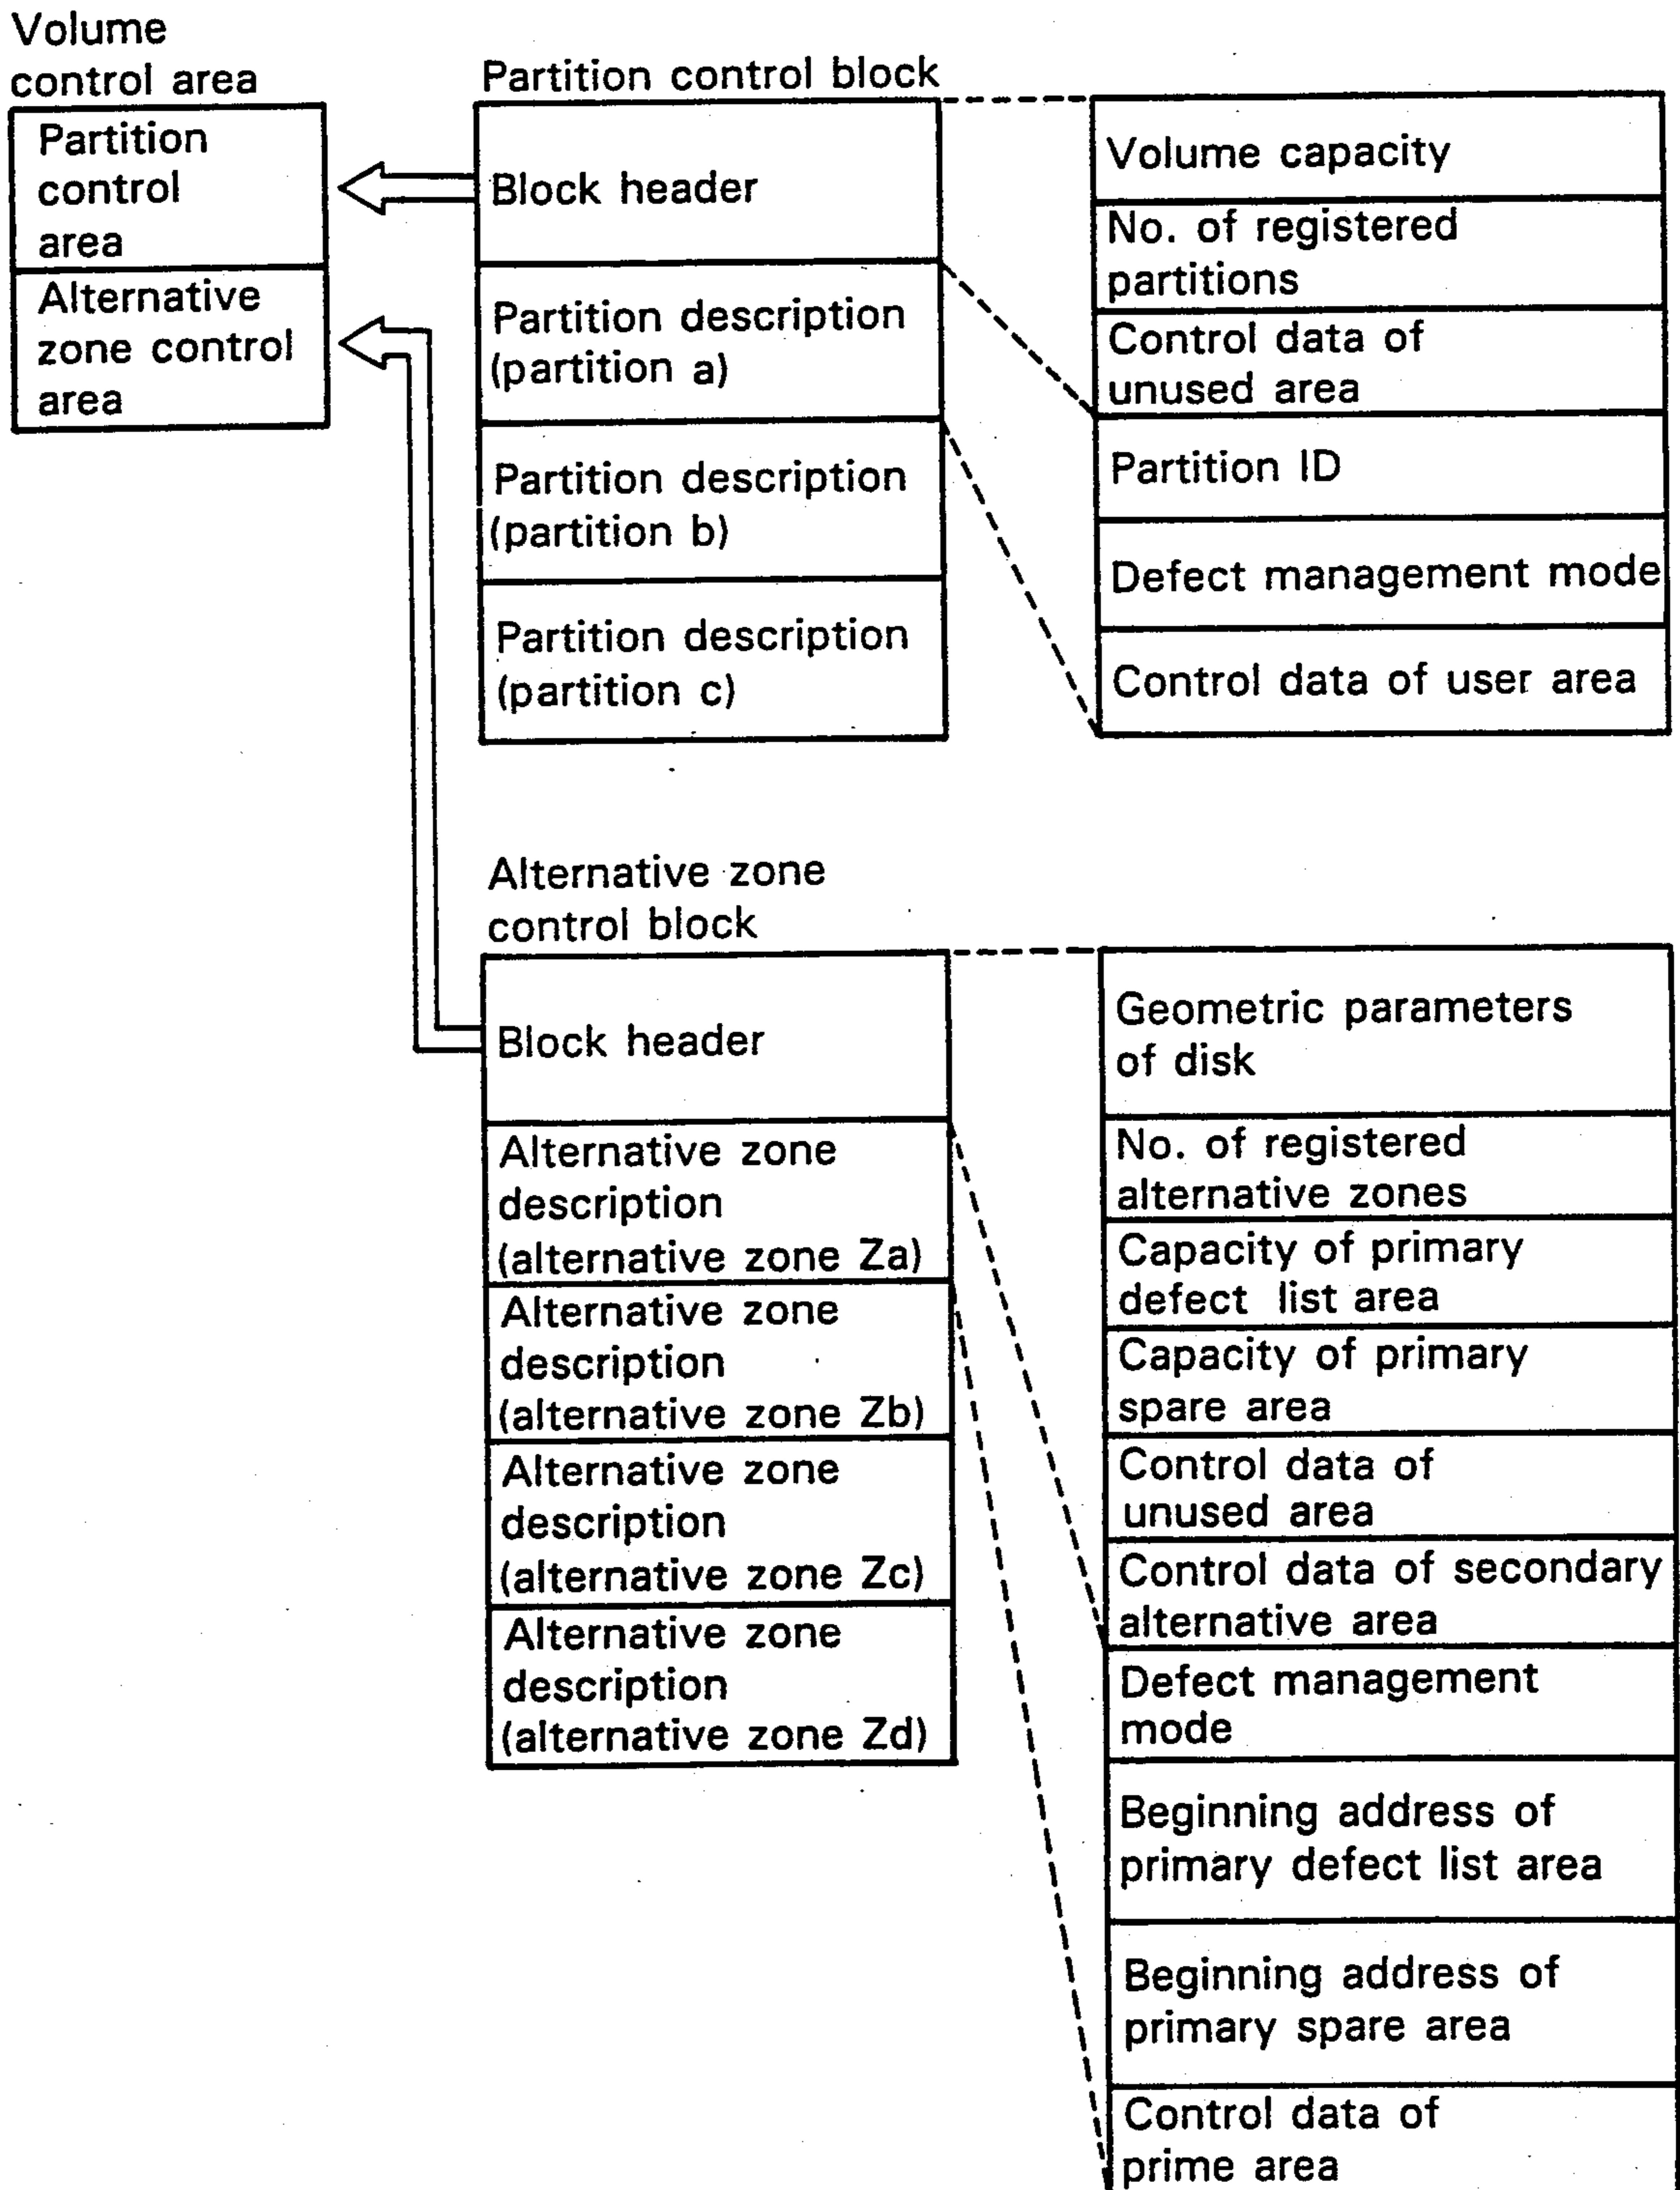 Volume
control area
Partition
control
area
Alternative
zone control
area
Partition control block
Block header
Partition description
(partition a)
Partition description
(partition b)
Partition description
(partition c)
Volume capacity
No. of registered
partitions
Control data of
unused area
Partition ID
Defect management mode
Control data of user area
Alternative zone
control block
Block header
Alternative zone
description
(alternative zone Za)
Alternative zone
description
(alternative zone Zb)
Alternative zone
description
(alternative zone Zc)
Alternative zone
description
(alternative zone Zd)
Geometric parameters
of disk
No. of registered
alternative zones
Capacity of primary
defect list area
Capacity of primary
spare area
Control data of
unused area
Control data of secondary
alternative area
Defect management
mode
Beginning address of
primary defect list area
Beginning address of
primary spare area
Control data of
prime area